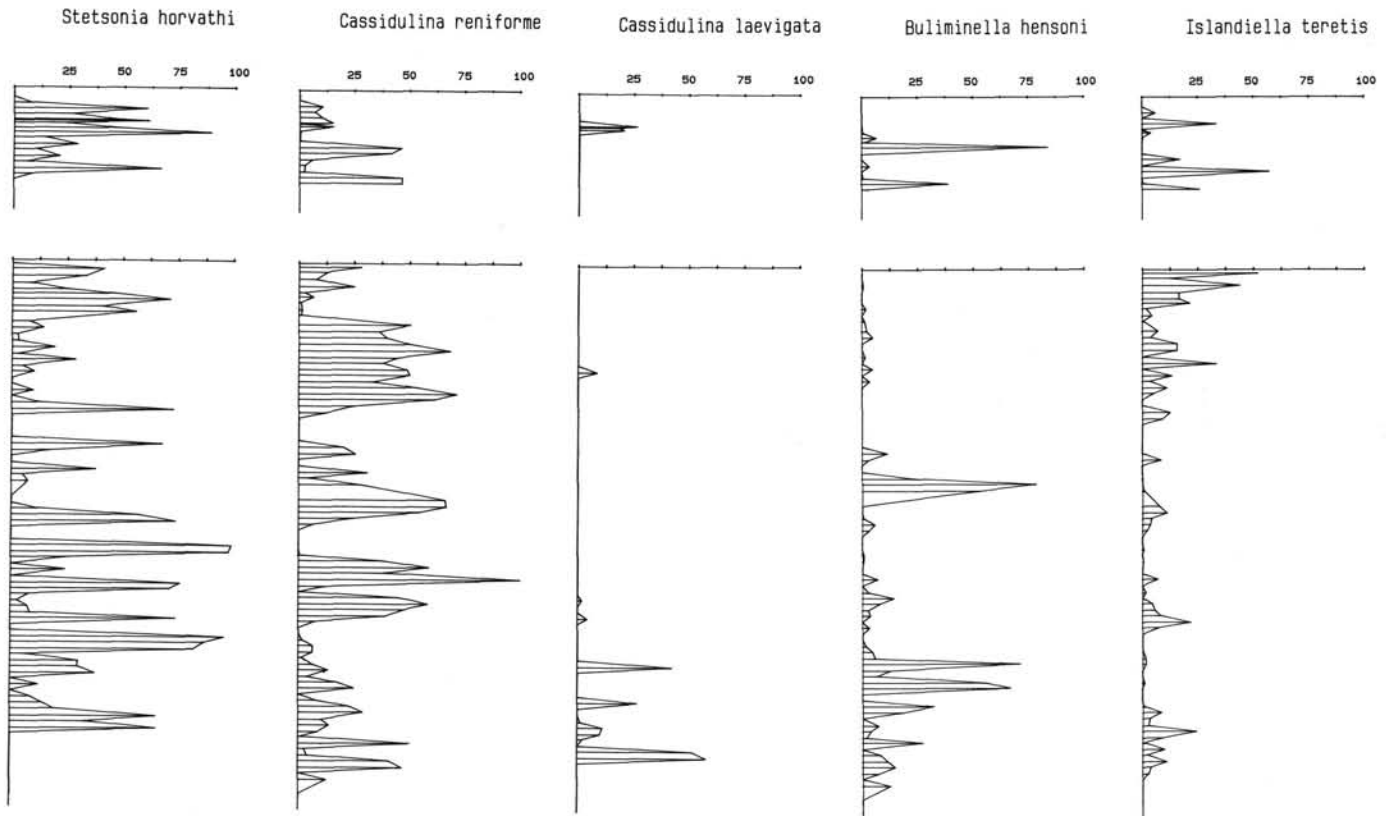 Stetsonia horvathi
Cassidulina reniforme
Cassidulina laevigata
Buliminella hensoni
Islandiella teretis
25 50 75 100
25 50 75 100
25 50 75 100
25 50 75 100
25 50 75 100